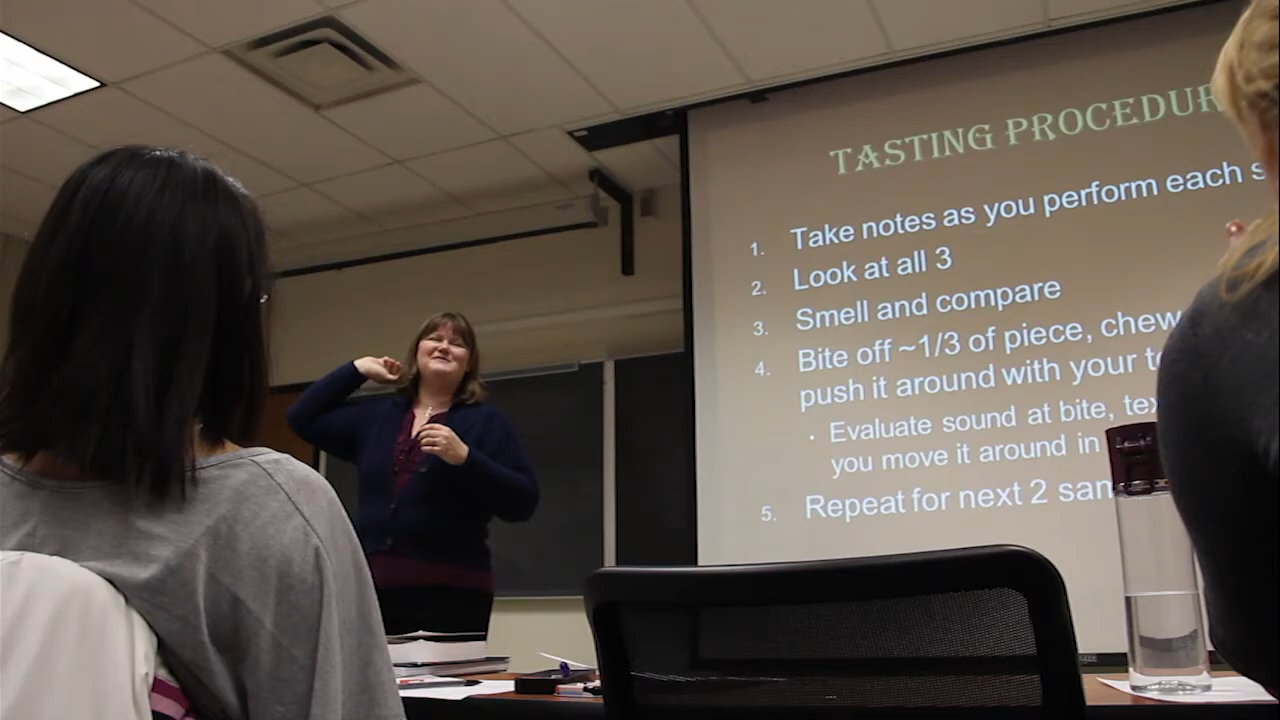 TASTING PROCEDUR
1. Take notes as you perform each s
2. Look at all 3
3. Smell and compare
4. Bite off ~1/3 of piece, chew
push it around with your t
· Evaluate sound at bite, tex
you move it around in
5. Repeat for next 2 sam